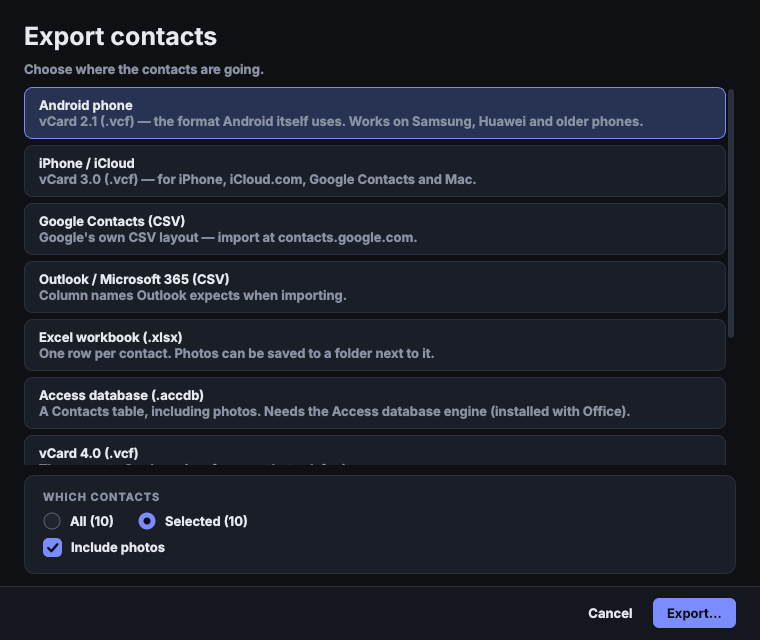 Export contacts
Choose where the contacts are going.
Android phone
vCard 2.1 (.vcf) — the format Android itself uses. Works on Samsung, Huawei and older phones.
iPhone / iCloud
vCard 3.0 (.vcf) — for iPhone, iCloud.com, Google Contacts and Mac.
Google Contacts (CSV)
Google's own CSV layout — import at contacts.google.com.
Outlook / Microsoft 365 (CSV)
Column names Outlook expects when importing.
Excel workbook (.xlsx)
One row per contact. Photos can be saved to a folder next to it.
Access database (.accdb)
A Contacts table, including photos. Needs the Access database engine (installed with Office).
vCard 4.0 (.vcf)
WHICH CONTACTS
All (10)
Selected (10)
Include photos
Cancel
Export...